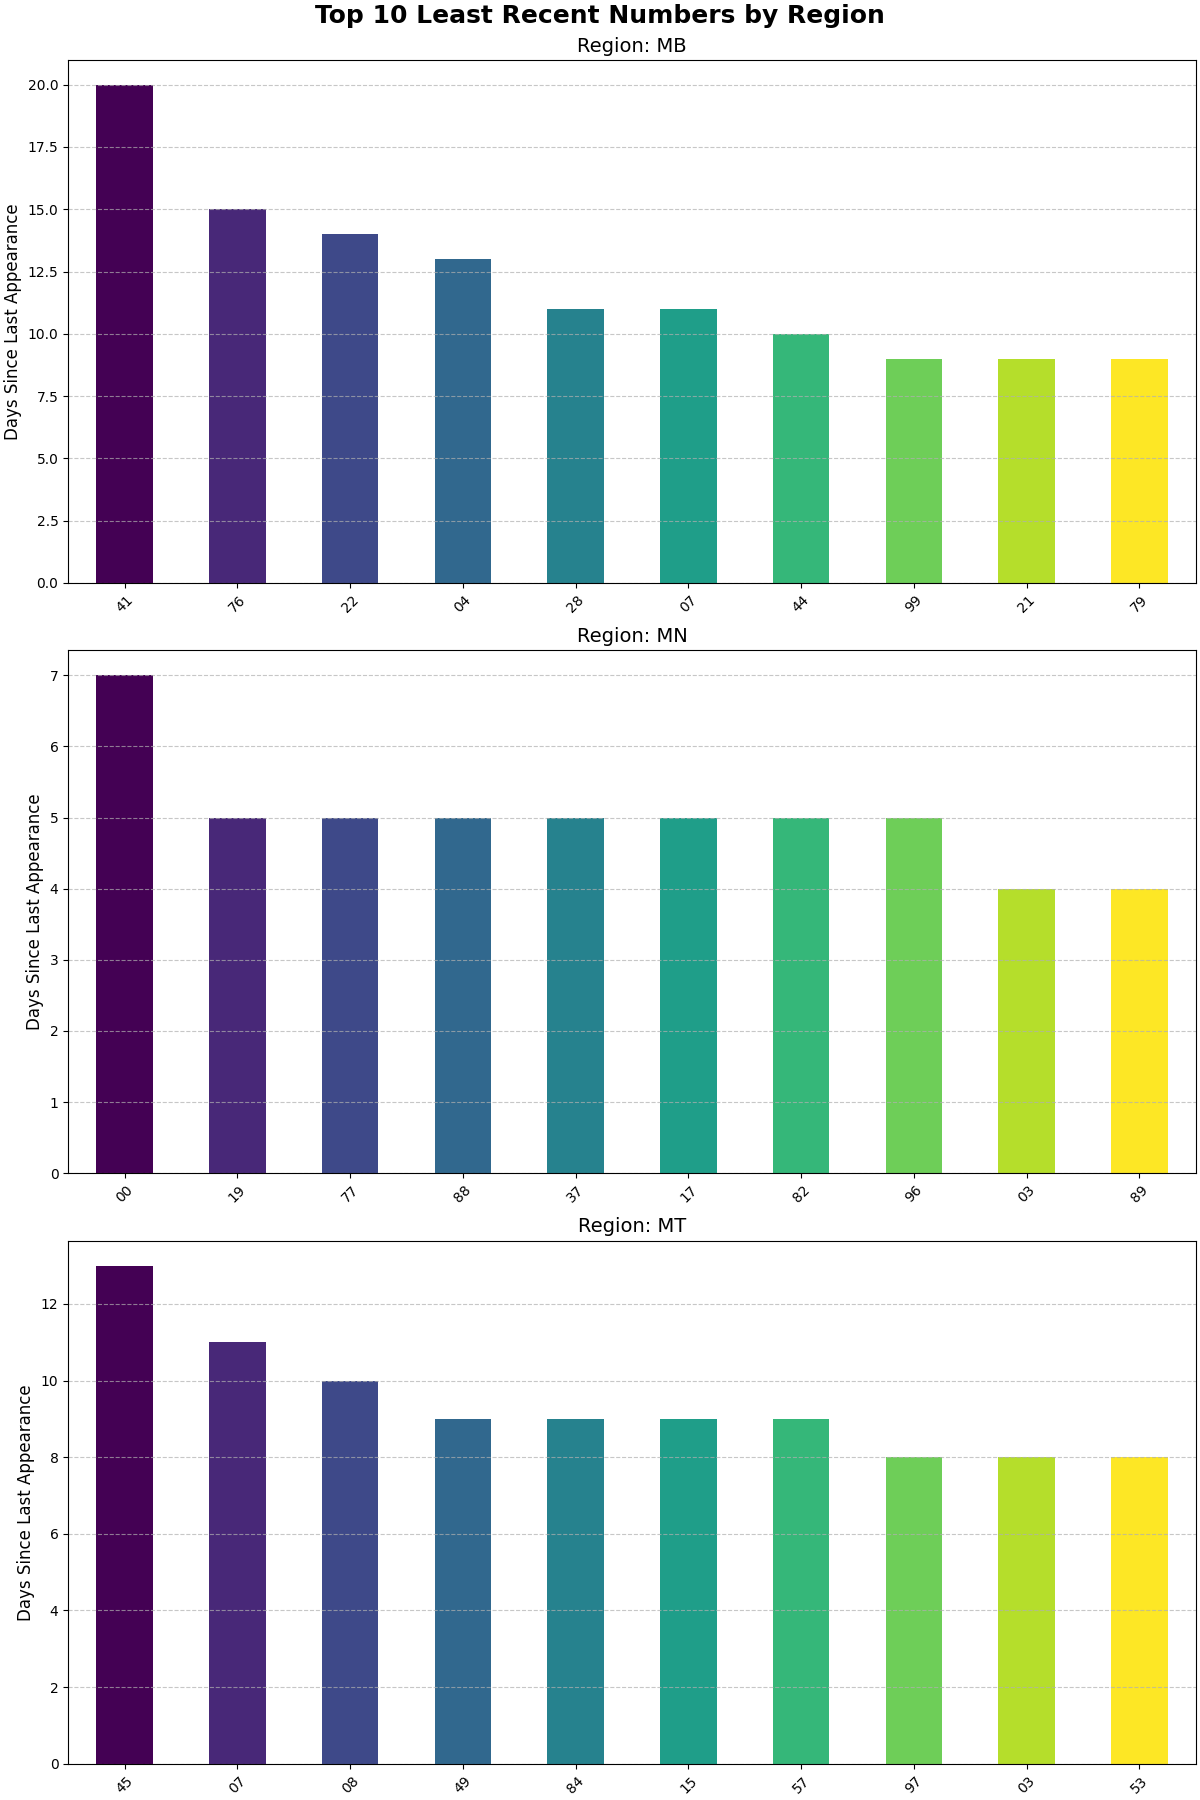 Top 10 Least Recent Numbers by Region
Region: MB
Days Since Last Appearance
20.0
17.5
15.0
12.5
10.0
7.5
5.0
2.5
0.0
41 76 22 04 28 07 44 99 21 79
Region: MN
Days Since Last Appearance
7
6
5
4
3
2
1
0
00 19 77 88 37 17 82 96 03 89
Region: MT
Days Since Last Appearance
12
10
8
6
4
2
0
45 07 08 49 84 15 57 97 03 53